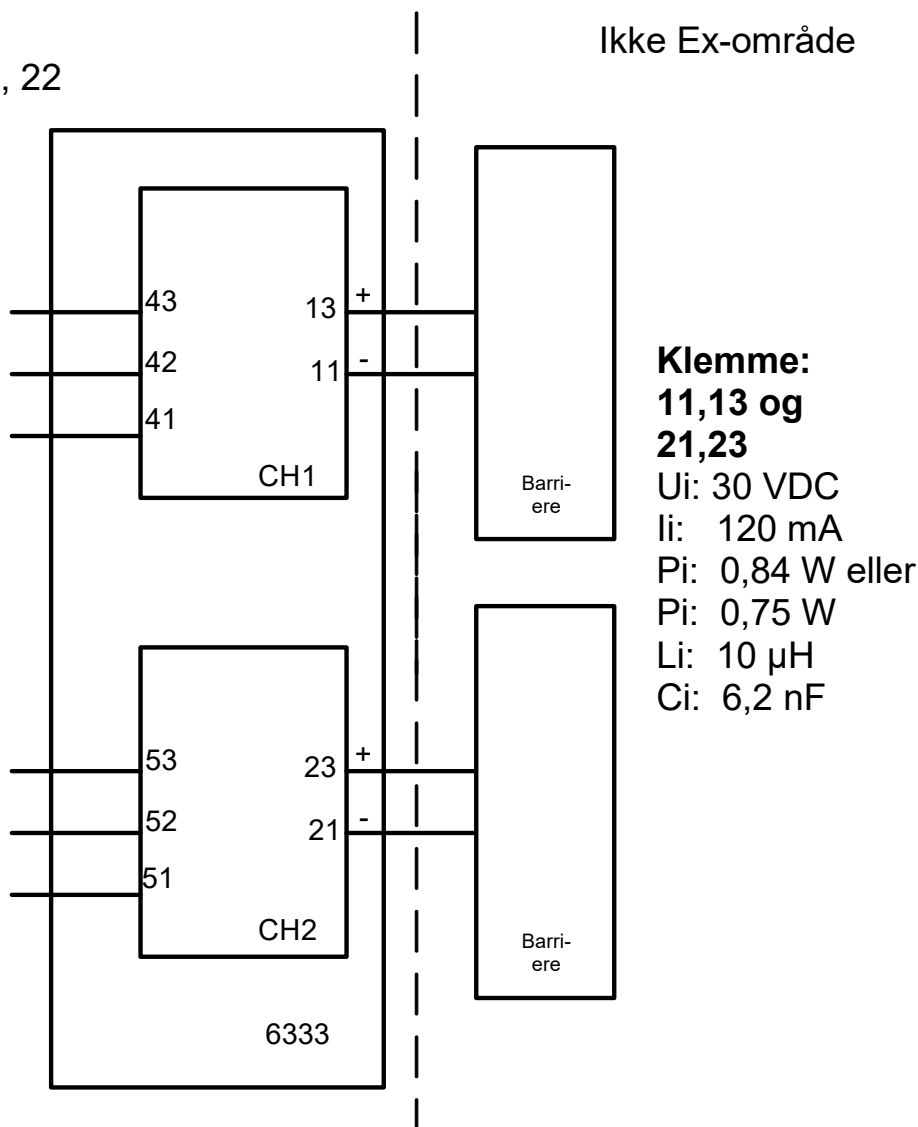 Ikke Ex-område
, 22
43
42
41
13
+
11
-
CH1
Barri-
ere
Klemme:
11,13 og
21,23
Ui: 30 VDC
Ii: 120 mA
Pi: 0,84 W eller
Pi: 0,75 W
Li: 10 µH
Ci: 6,2 nF
53
52
51
23
+
21
-
CH2
Barri-
ere
6333